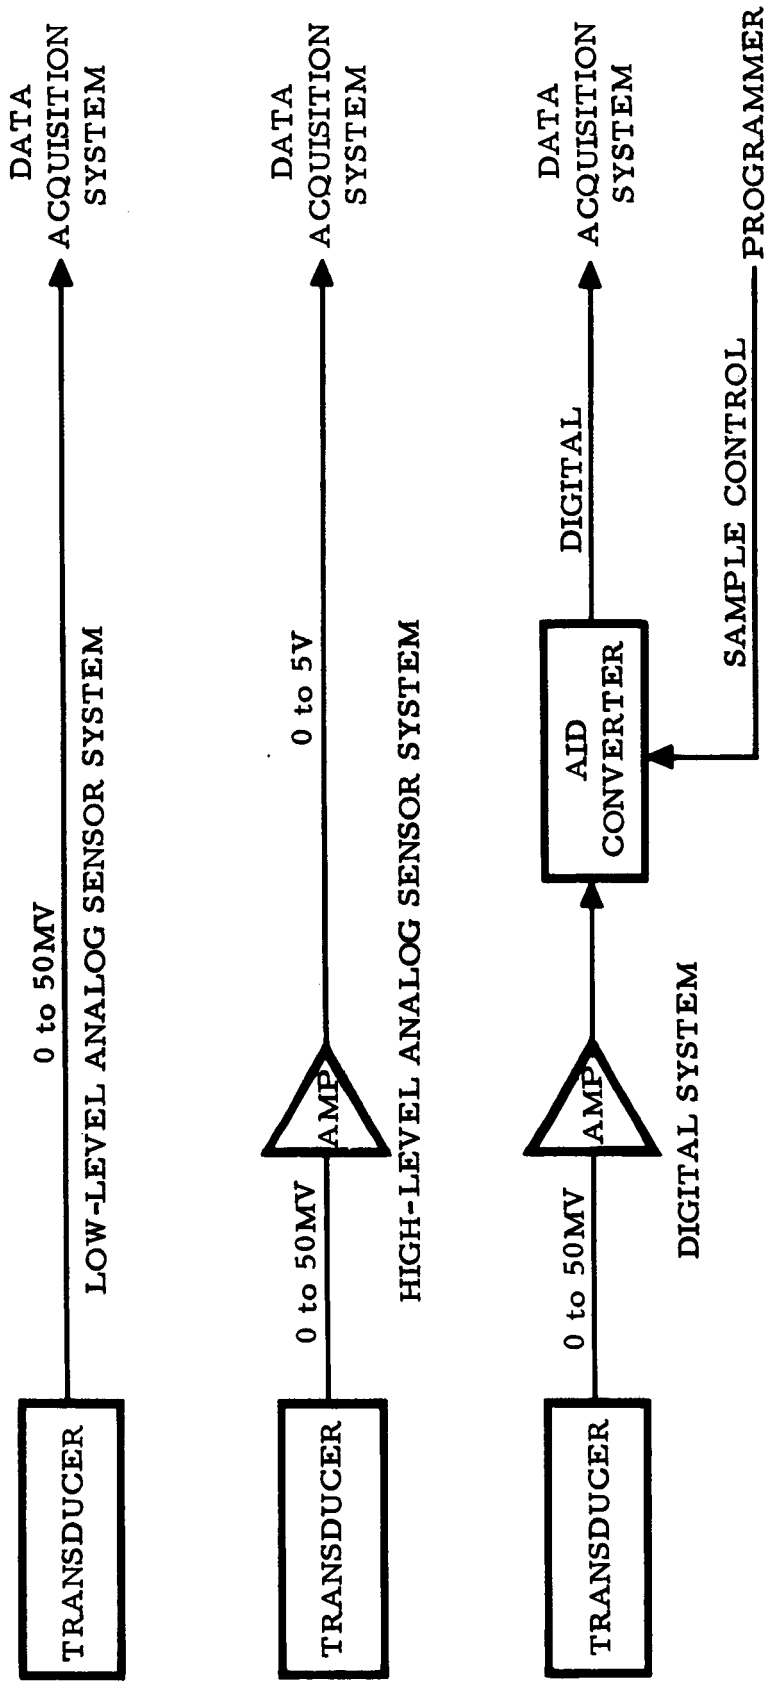 TRANSDUCER
0 to 50MV
DATA
ACQUISITION
SYSTEM
LOW-LEVEL ANALOG SENSOR SYSTEM
TRANSDUCER
0 to 50MV
AMP
0 to 5V
DATA
ACQUISITION
SYSTEM
HIGH-LEVEL ANALOG SENSOR SYSTEM
TRANSDUCER
0 to 50MV
AMP
AID
CONVERTER
DIGITAL
DATA
ACQUISITION
SYSTEM
DIGITAL SYSTEM
SAMPLE CONTROL
PROGRAMMER